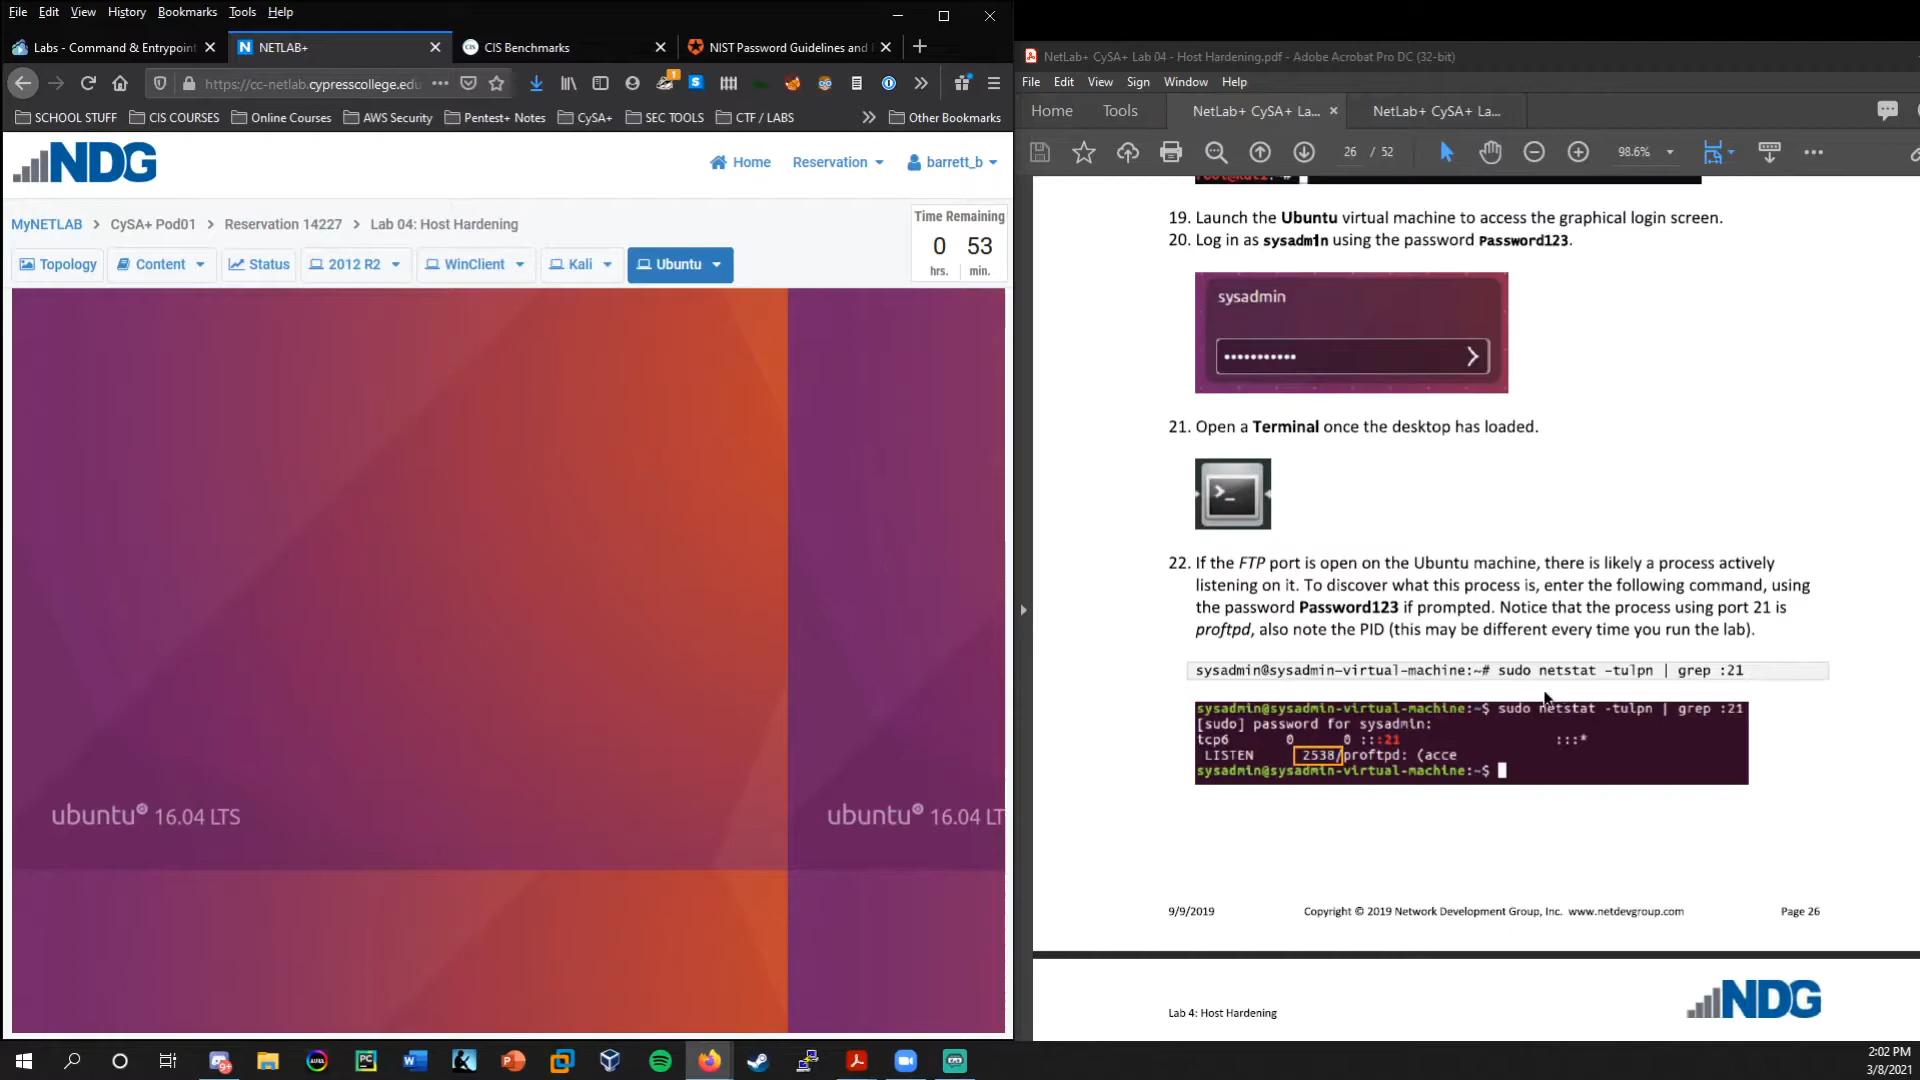 File Edit View History Bookmarks Tools Help
Labs - Command & Entrypoint
NETLAB+
CIS Benchmarks
NIST Password Guidelines and
https://cc-netlab.cypresscollege.edu
SCHOOL STUFF CIS COURSES Online Courses AWS Security Pentest+ Notes CySA+ SEC TOOLS CTF / LABS Other Bookmarks
NDG
Home Reservation barrett_b
MyNETLAB > CySA+ Pod01 > Reservation 14227 > Lab 04: Host Hardening
Time Remaining
0 53
hrs. min.
Topology Content Status 2012 R2 WinClient Kali Ubuntu
ubuntu® 16.04 LTS
ubuntu® 16.04 LT
NetLab+ CySA+ Lab 04 - Host Hardening.pdf - Adobe Acrobat Pro DC (32-bit)
File Edit View Sign Window Help
Home Tools NetLab+ CySA+ La... NetLab+ CySA+ La...
26 / 52 98.6%
19. Launch the Ubuntu virtual machine to access the graphical login screen.
20. Log in as sysadmin using the password Password123.
sysadmin
21. Open a Terminal once the desktop has loaded.
>_
22. If the FTP port is open on the Ubuntu machine, there is likely a process actively
listening on it. To discover what this process is, enter the following command, using
the password Password123 if prompted. Notice that the process using port 21 is
proftpd, also note the PID (this may be different every time you run the lab).
sysadmin@sysadmin-virtual-machine:~# sudo netstat -tulpn | grep :21
sysadmin@sysadmin-virtual-machine:~$ sudo netstat -tulpn | grep :21
[sudo] password for sysadmin:
tcp6 0 0 :::21 :::*
LISTEN 2538/proftpd: (acce
sysadmin@sysadmin-virtual-machine:~$
9/9/2019 Copyright © 2019 Network Development Group, Inc. www.netdevgroup.com Page 26
NDG
Lab 4: Host Hardening
2:02 PM
3/8/2021